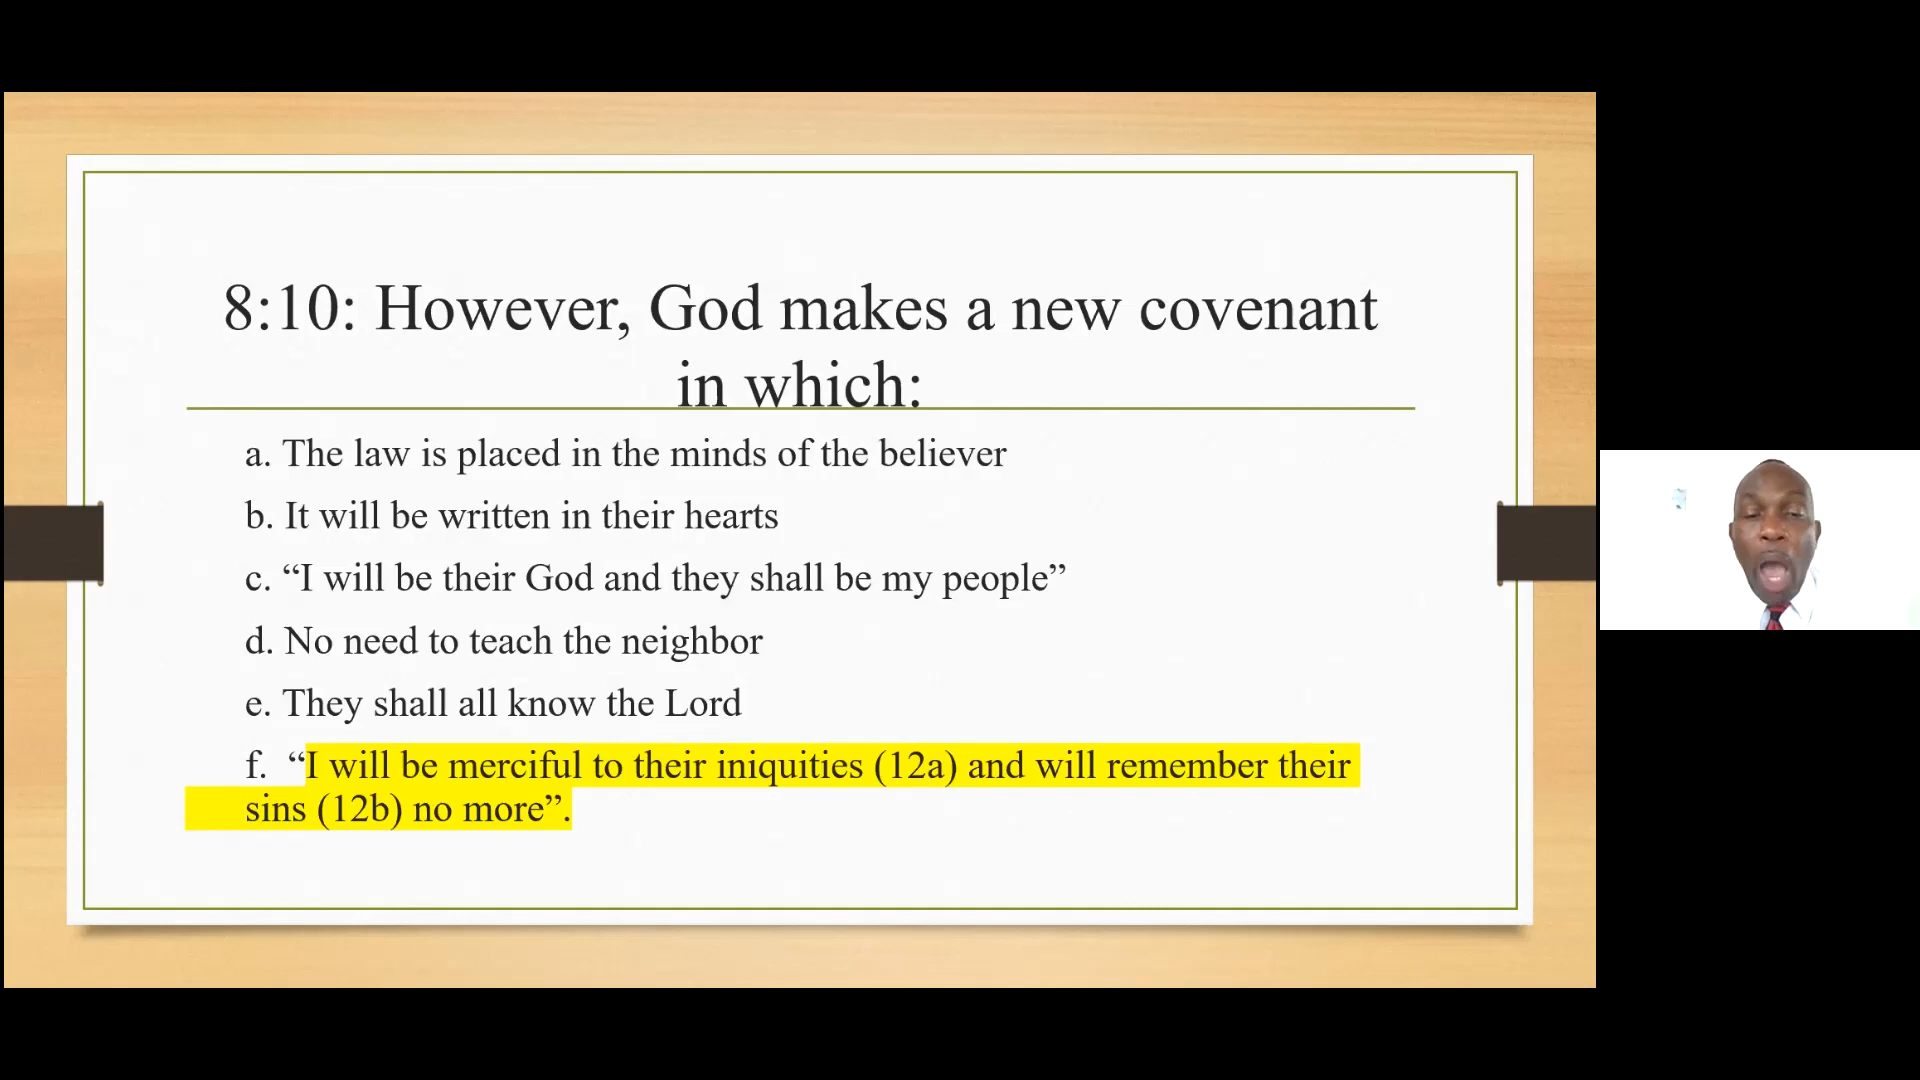 8:10: However, God makes a new covenant
in which:
a. The law is placed in the minds of the believer
b. It will be written in their hearts
c. “I will be their God and they shall be my people”
d. No need to teach the neighbor
e. They shall all know the Lord
f. “I will be merciful to their iniquities (12a) and will remember their
sins (12b) no more”.